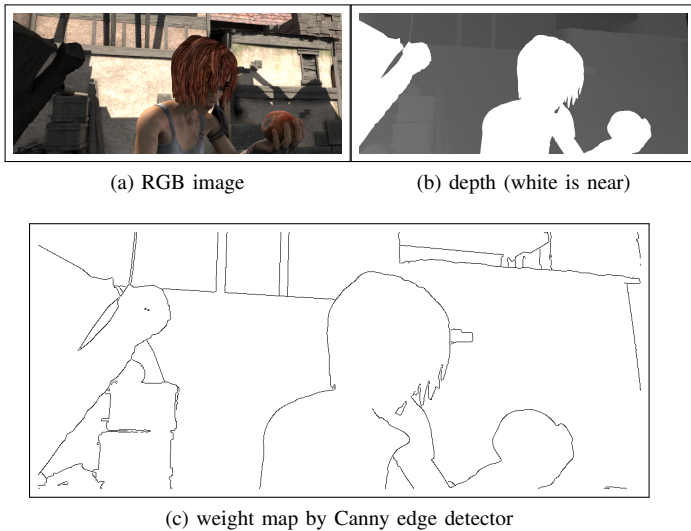 (a) RGB image
(b) depth (white is near)
(c) weight map by Canny edge detector